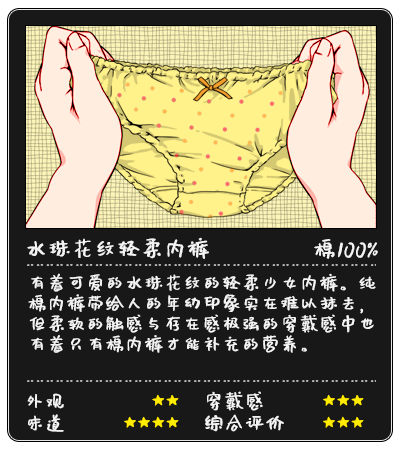 水珠花纹轻柔内裤 棉100%
有着可爱的水珠花纹的轻柔少女内裤。纯
棉内裤带给人的年幼印象实在难以抹去，
但柔软的触感与存在感极强的穿戴感中也
有着只有棉内裤才能补充的营养。
外观 ★★ 穿戴感 ★★★
味道 ★★★★ 综合评价 ★★★